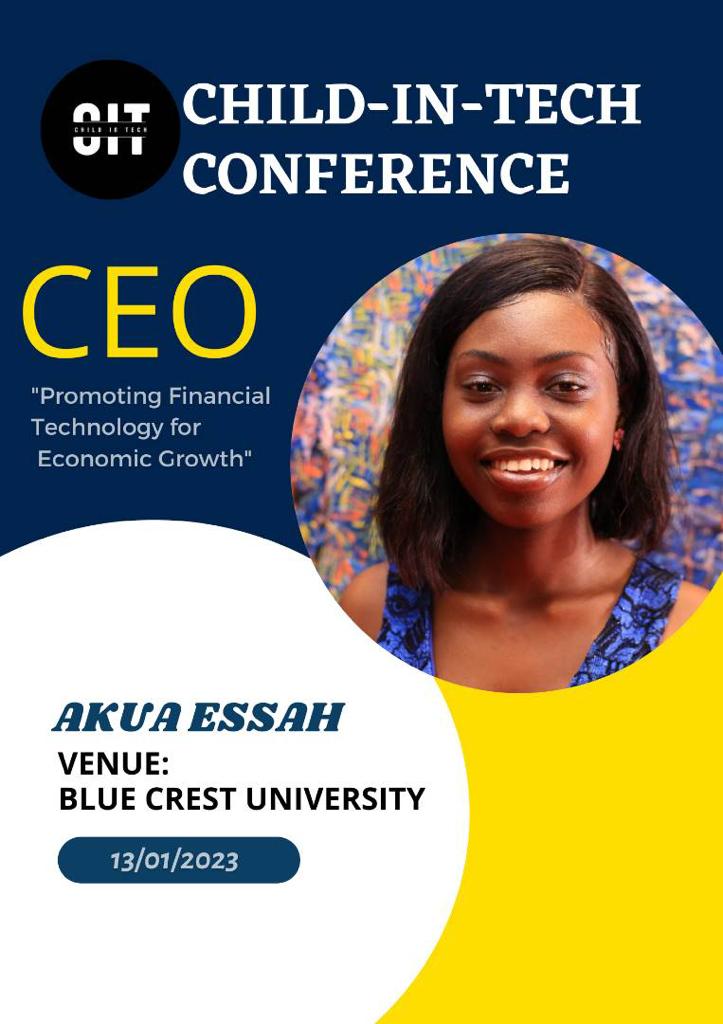 CIT
CHILD IN TECH
CHILD-IN-TECH
CONFERENCE
CEO
"Promoting Financial
Technology for
Economic Growth"
AKUA ESSAH
VENUE:
BLUE CREST UNIVERSITY
13/01/2023